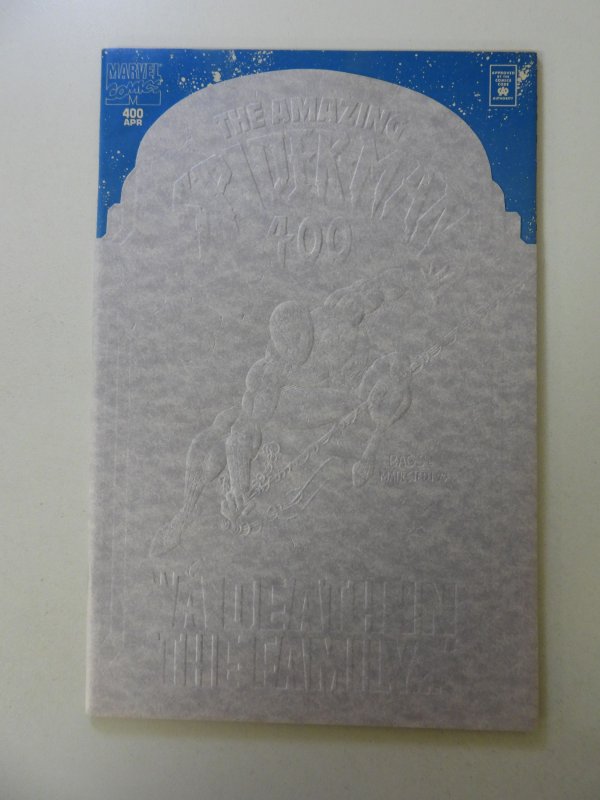 MARVEL
COMICS
M
400
APR
APPROVED
BY THE
COMICS
CODE
AUTHORITY
THE AMAZING
SPIDER-MAN
400
"A DEATH IN
THE FAMILY..."